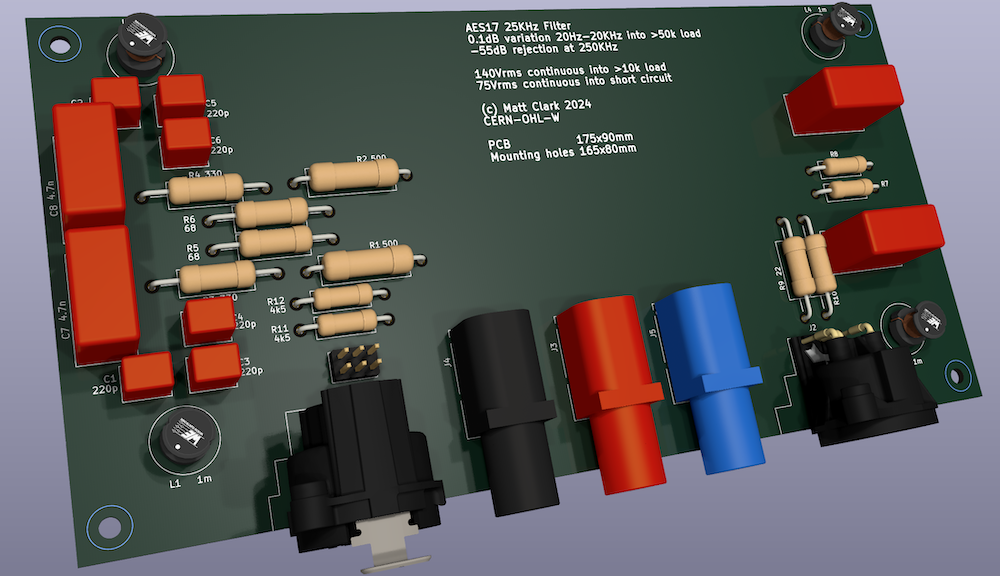 AES17 25KHz Filter
0.1dB variation 20Hz-20KHz into >50k load
-55dB rejection at 250KHz
140Vrms continuous into >10k load
75Vrms continuous into short circuit
(c) Matt Clark 2024
CERN-OHL-W
PCB 175x90mm
Mounting holes 165x80mm
L4 1m
C5
220p
C6
220p
R4 330
R2 500
R8
R7
C8 4.7n
R6
68
R5
68
R1 500
R9 22
C7 4.7n
R12
4k5
R11
4k5
J4
J3
J5
J2
1m
220p
C1
220p
C3
220p
L1 1m